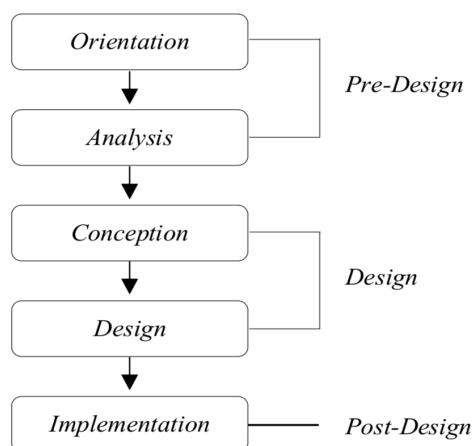 Orientation
Pre-Design
Analysis
Conception
Design
Design
Implementation
Post-Design